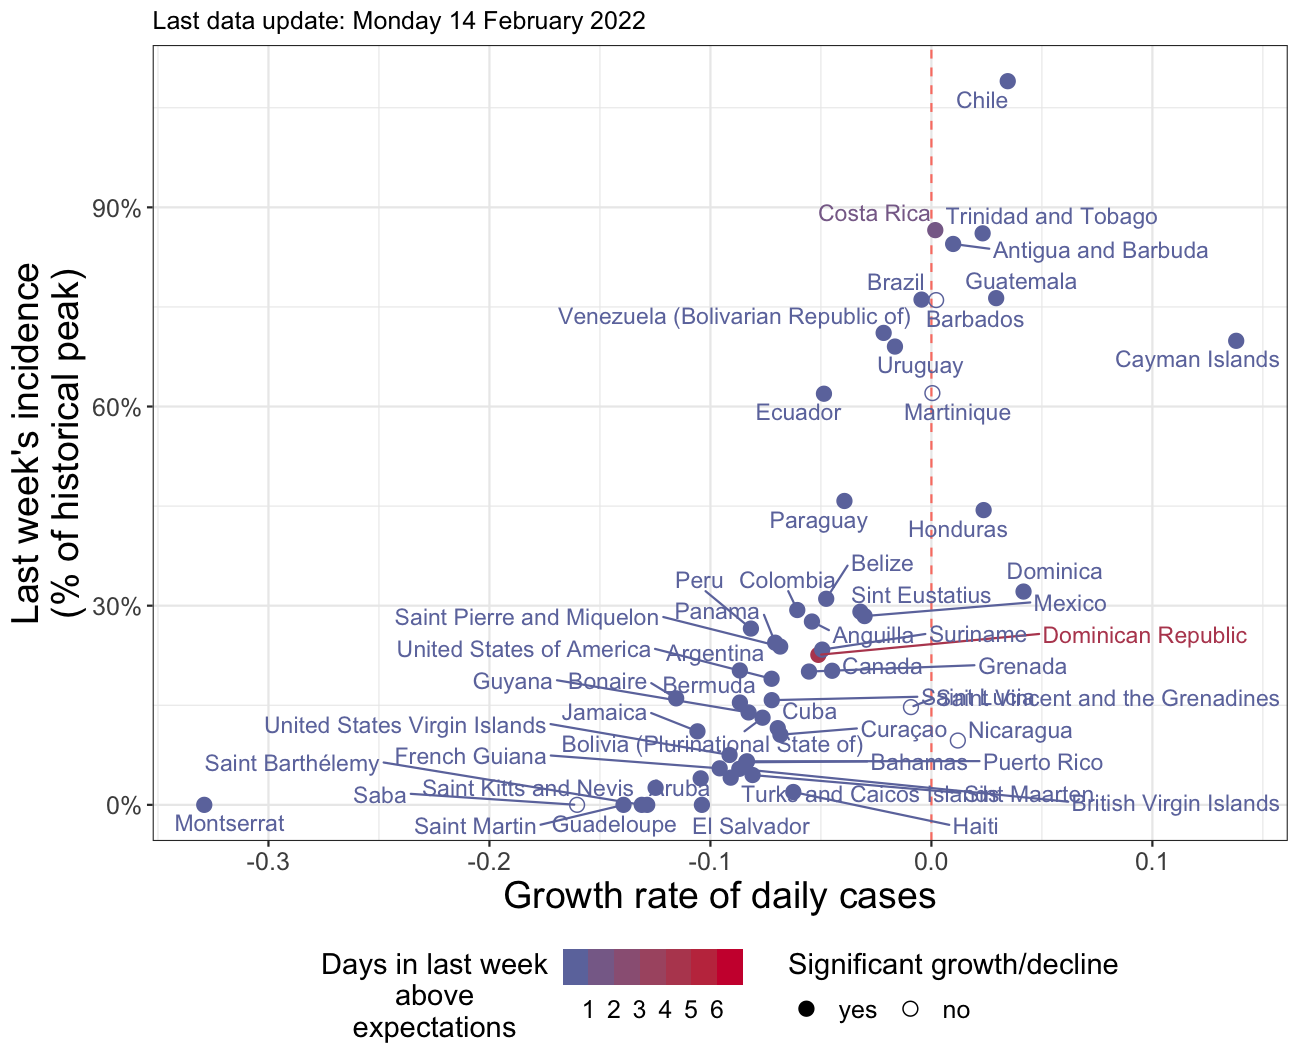 Last data update: Monday 14 February 2022
Last week's incidence
(% of historical peak)
90%
60%
30%
0%
Chile
Costa Rica
Trinidad and Tobago
Antigua and Barbuda
Brazil
Guatemala
Venezuela (Bolivarian Republic of)
Barbados
Uruguay
Cayman Islands
Ecuador
Martinique
Paraguay
Honduras
Belize
Dominica
Peru
Colombia
Sint Eustatius
Mexico
Saint Pierre and Miquelon
Panama
Anguilla
Suriname
Dominican Republic
United States of America
Argentina
Canada
Grenada
Guyana
Bonaire
Bermuda
Saint Lucia
Saint Vincent and the Grenadines
Jamaica
Cuba
United States Virgin Islands
Curaçao
Nicaragua
Bolivia (Plurinational State of)
French Guiana
Saint Barthélemy
Bahamas
Puerto Rico
Saba
Saint Kitts and Nevis
Aruba
Turks and Caicos Islands
Sint Maarten
British Virgin Islands
Montserrat
Saint Martin
Guadeloupe
El Salvador
Haiti
-0.3
-0.2
-0.1
0.0
0.1
Growth rate of daily cases
Days in last week
above
expectations
1 2 3 4 5 6
Significant growth/decline
yes
no